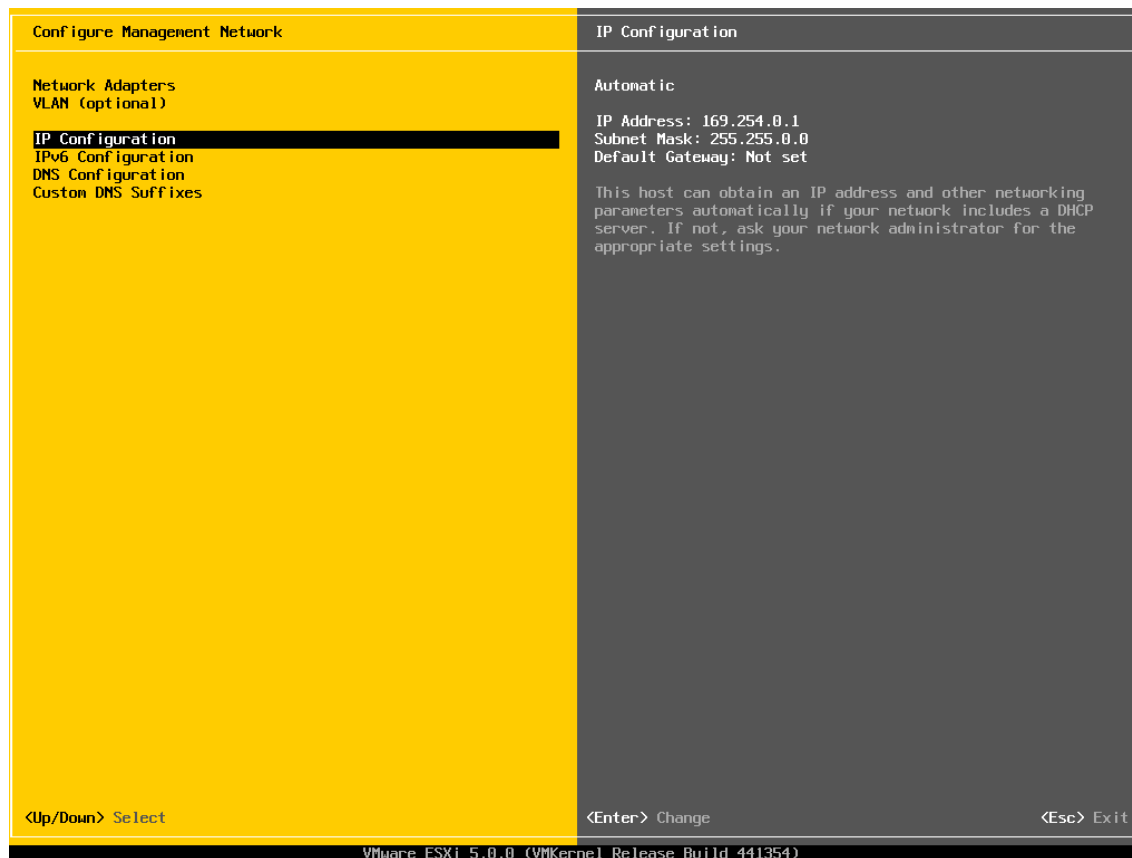 Configure Management Network
Network Adapters
VLAN (optional)
IP Configuration
IPv6 Configuration
DNS Configuration
Custom DNS Suffixes
<Up/Down> Select
IP Configuration
Automatic
IP Address: 169.254.0.1
Subnet Mask: 255.255.0.0
Default Gateway: Not set
This host can obtain an IP address and other networking
parameters automatically if your network includes a DHCP
server. If not, ask your network administrator for the
appropriate settings.
<Enter> Change
<Esc> Exit
VMware ESXi 5.0.0 (VMKernel Release Build 441354)